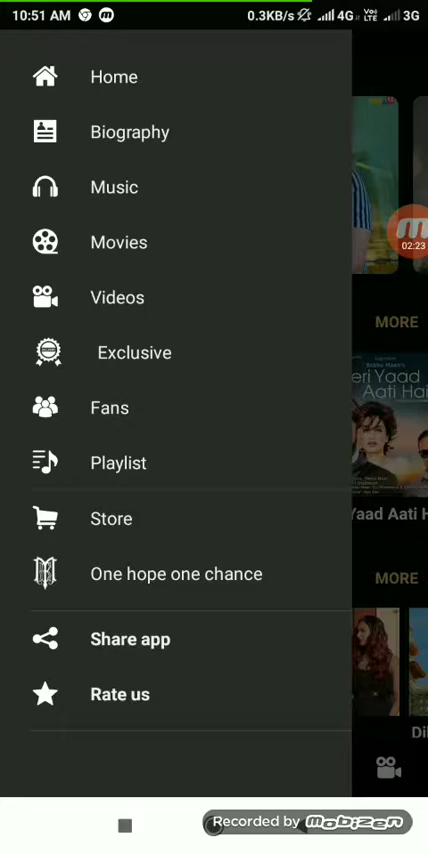 10:51 AM
0.3KB/s 4G Vo) LTE 3G
Home
Biography
Music
02:23
Movies
Videos
MORE
Exclusive
eri Yaad
Aati Hai
Fans
Playlist
Yaad Aati H
Store
One hope one chance
MORE
Share app
Rate us
Dil
Recorded by mobizen